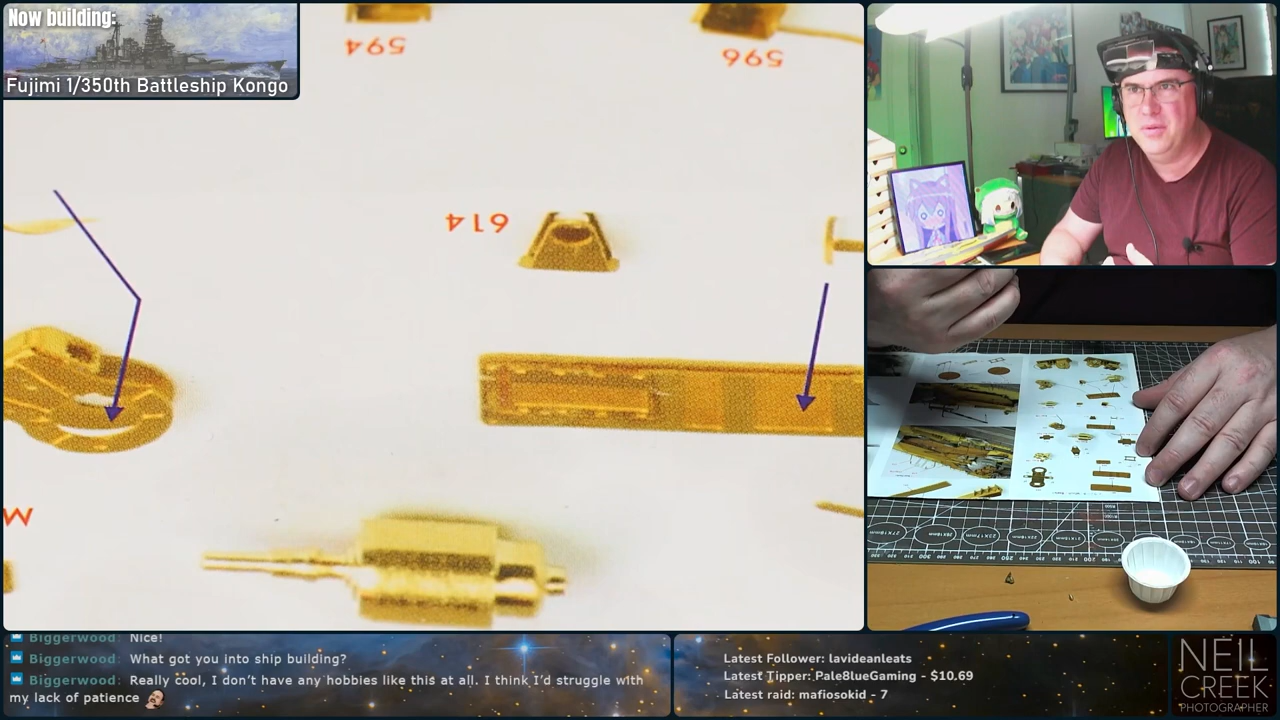 Now building:
Fujimi 1/350th Battleship Kongo
594
596
614
M
Biggerwood: Nice!
Biggerwood: What got you into ship building?
Biggerwood: Really cool, I don't have any hobbies like this at all. I think I'd struggle with
my lack of patience
Latest Follower: lavideanleats
Latest Tipper: Pale8lueGaming - $10.69
Latest raid: mafiosokid - 7
NEIL
CREEK
PHOTOGRAPHER